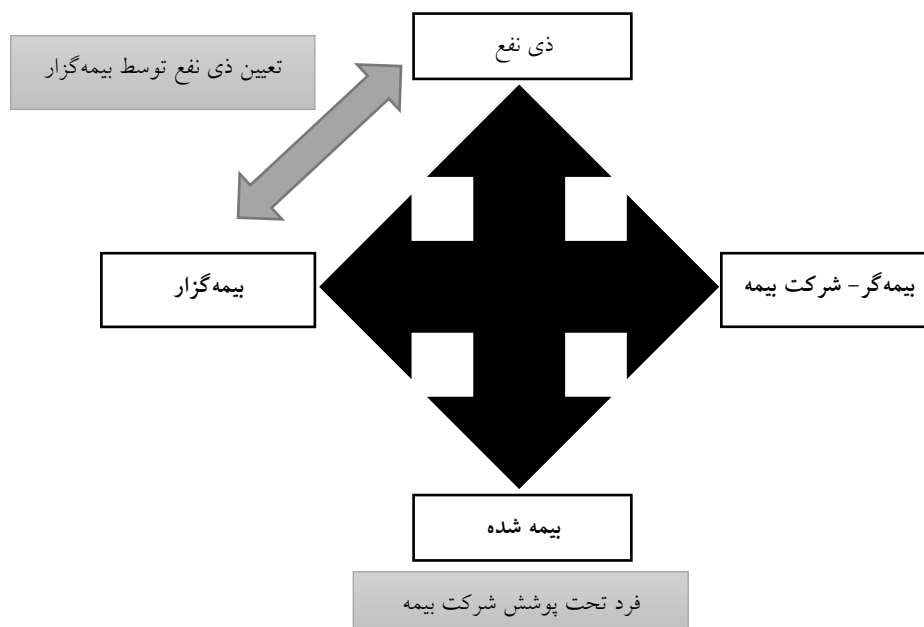 ذی نفع
تعیین ذی نفع توسط بیمه‌گزار
بیمه‌گر – شرکت بیمه
بیمه‌گزار
بیمه شده
فرد تحت پوشش شرکت بیمه